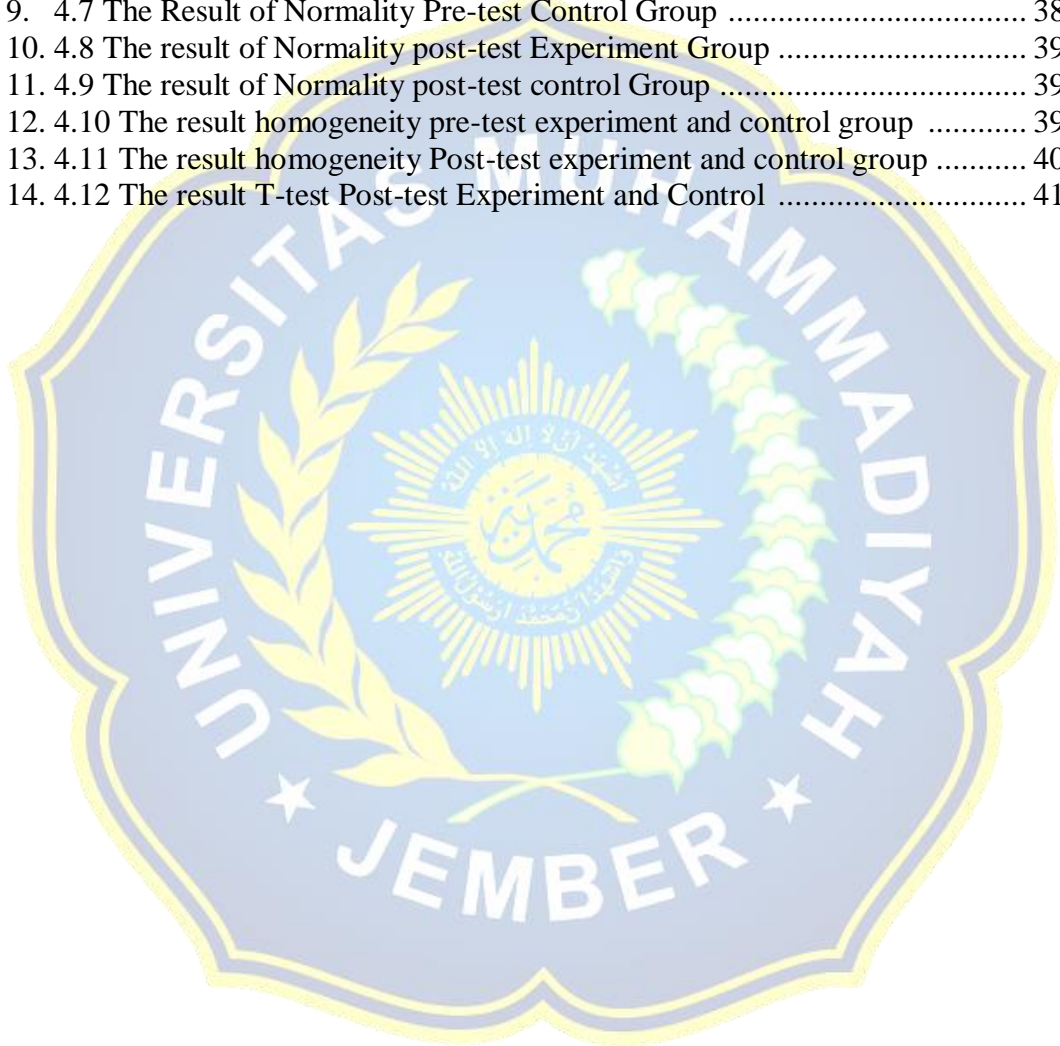 9. 4.7 The Result of Normality Pre-test Control Group .................................. 38
10. 4.8 The result of Normality post-test Experiment Group ............................ 39
11. 4.9 The result of Normality post-test control Group ................................... 39
12. 4.10 The result homogeneity pre-test experiment and control group ............ 39
13. 4.11 The result homogeneity Post-test experiment and control group ........... 40
14. 4.12 The result T-test Post-test Experiment and Control ............................ 41
UNIVERSITAS MUHAMMADIYAH
JEMBER
محمدية